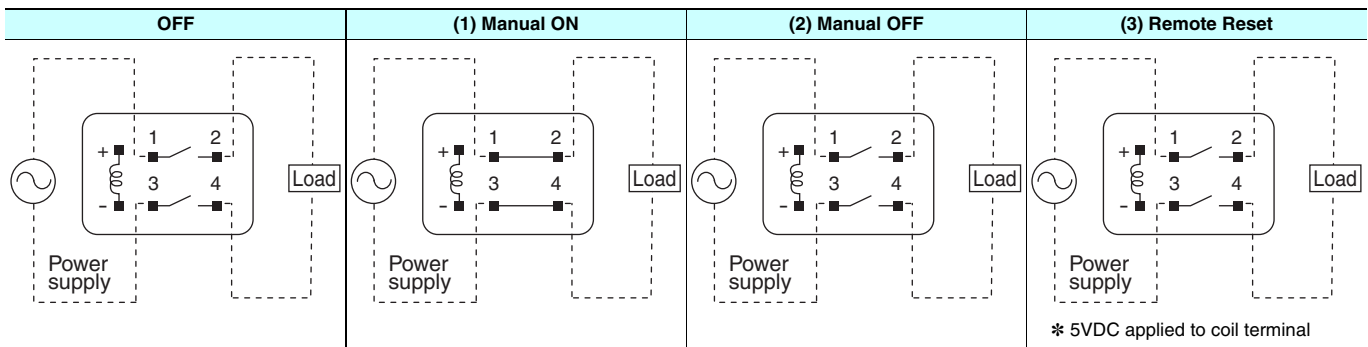 OFF
(1) Manual ON
(2) Manual OFF
(3) Remote Reset
1 2
+
3 4
-
Load
Power
supply
1 2
+
3 4
-
Load
Power
supply
1 2
+
3 4
-
Load
Power
supply
1 2
+
3 4
-
Load
Power
supply
✻ 5VDC applied to coil terminal